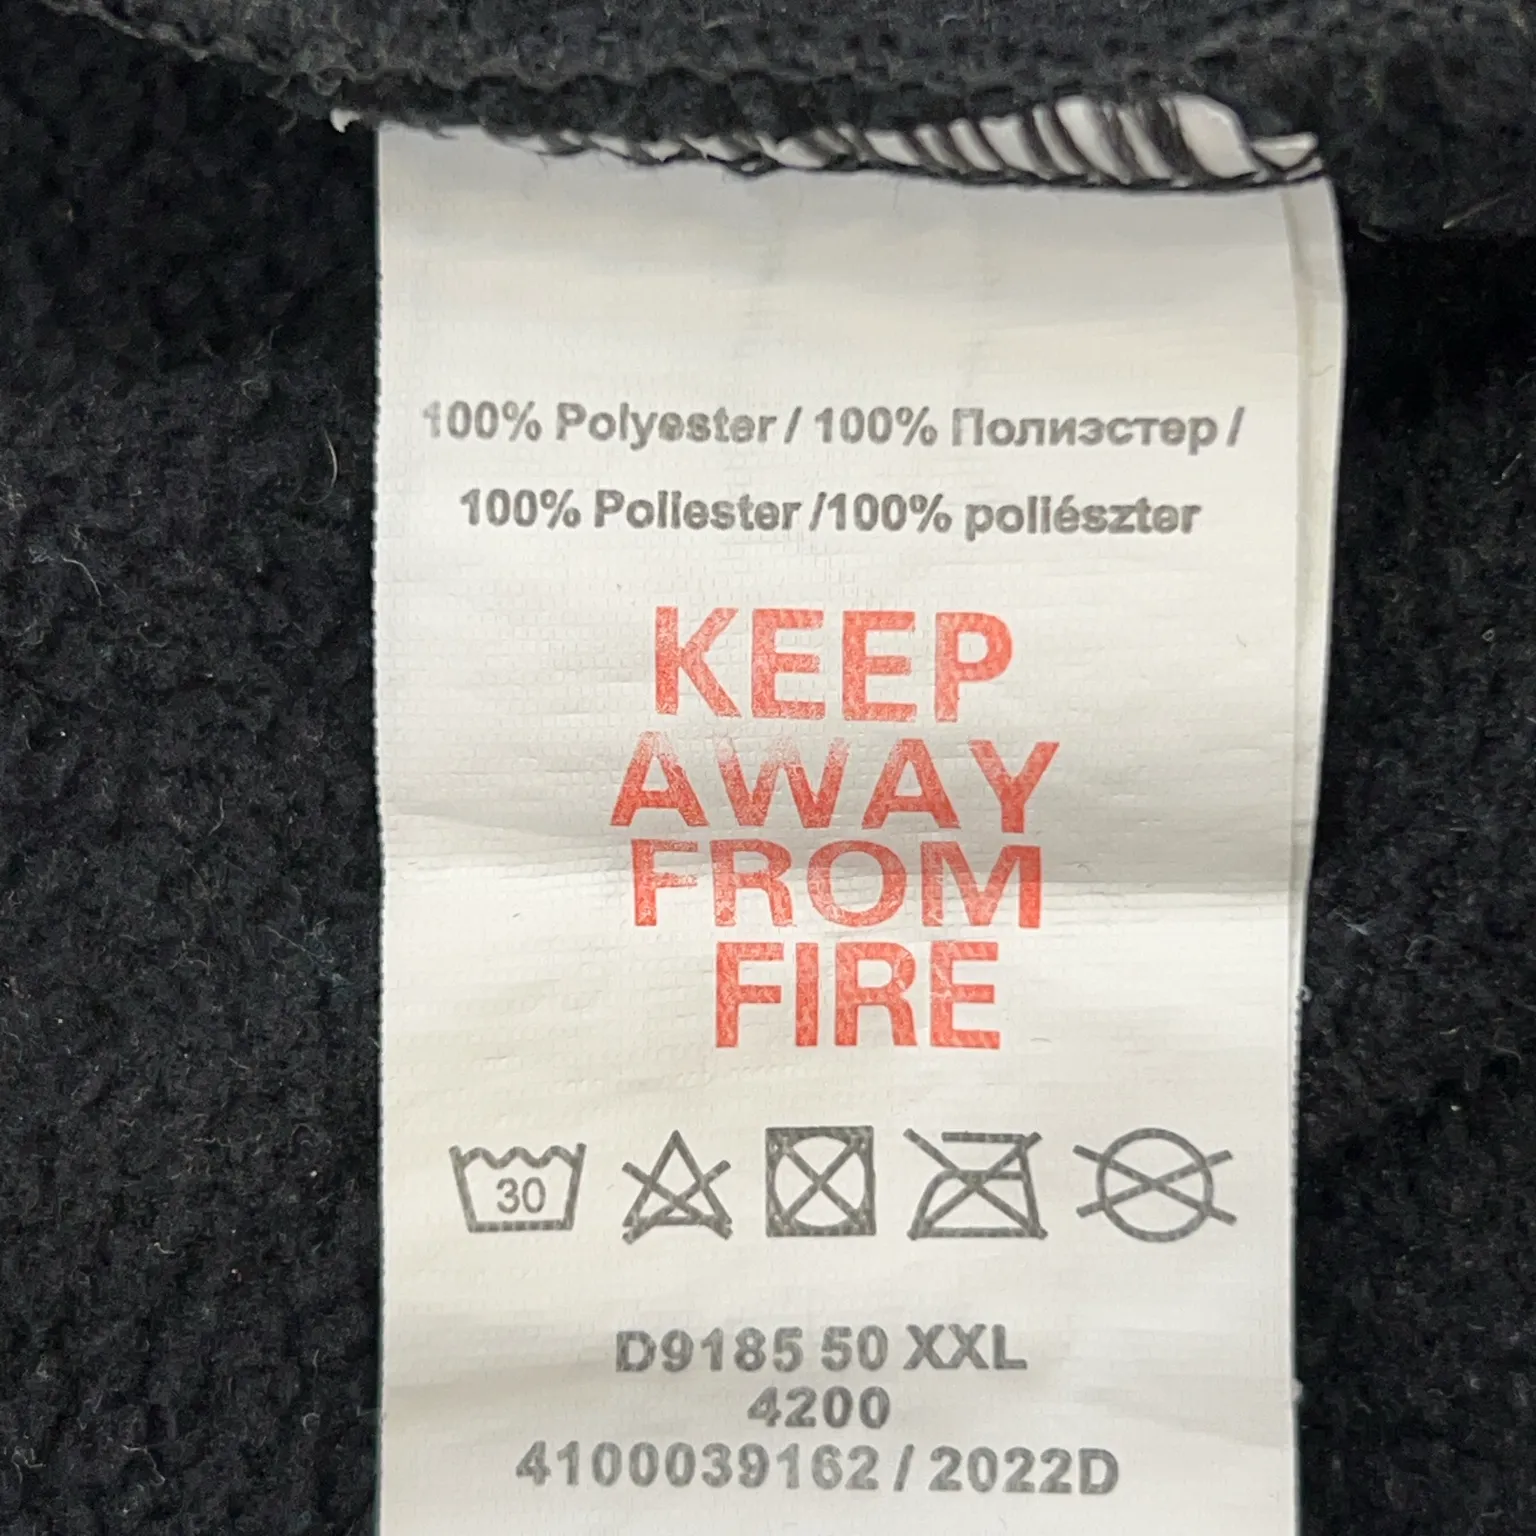 100% Polyester / 100% Полиэстер /
100% Poliester /100% poliészter
KEEP
AWAY
FROM
FIRE
30
D9185 50 XXL
4200
4100039162 / 2022D